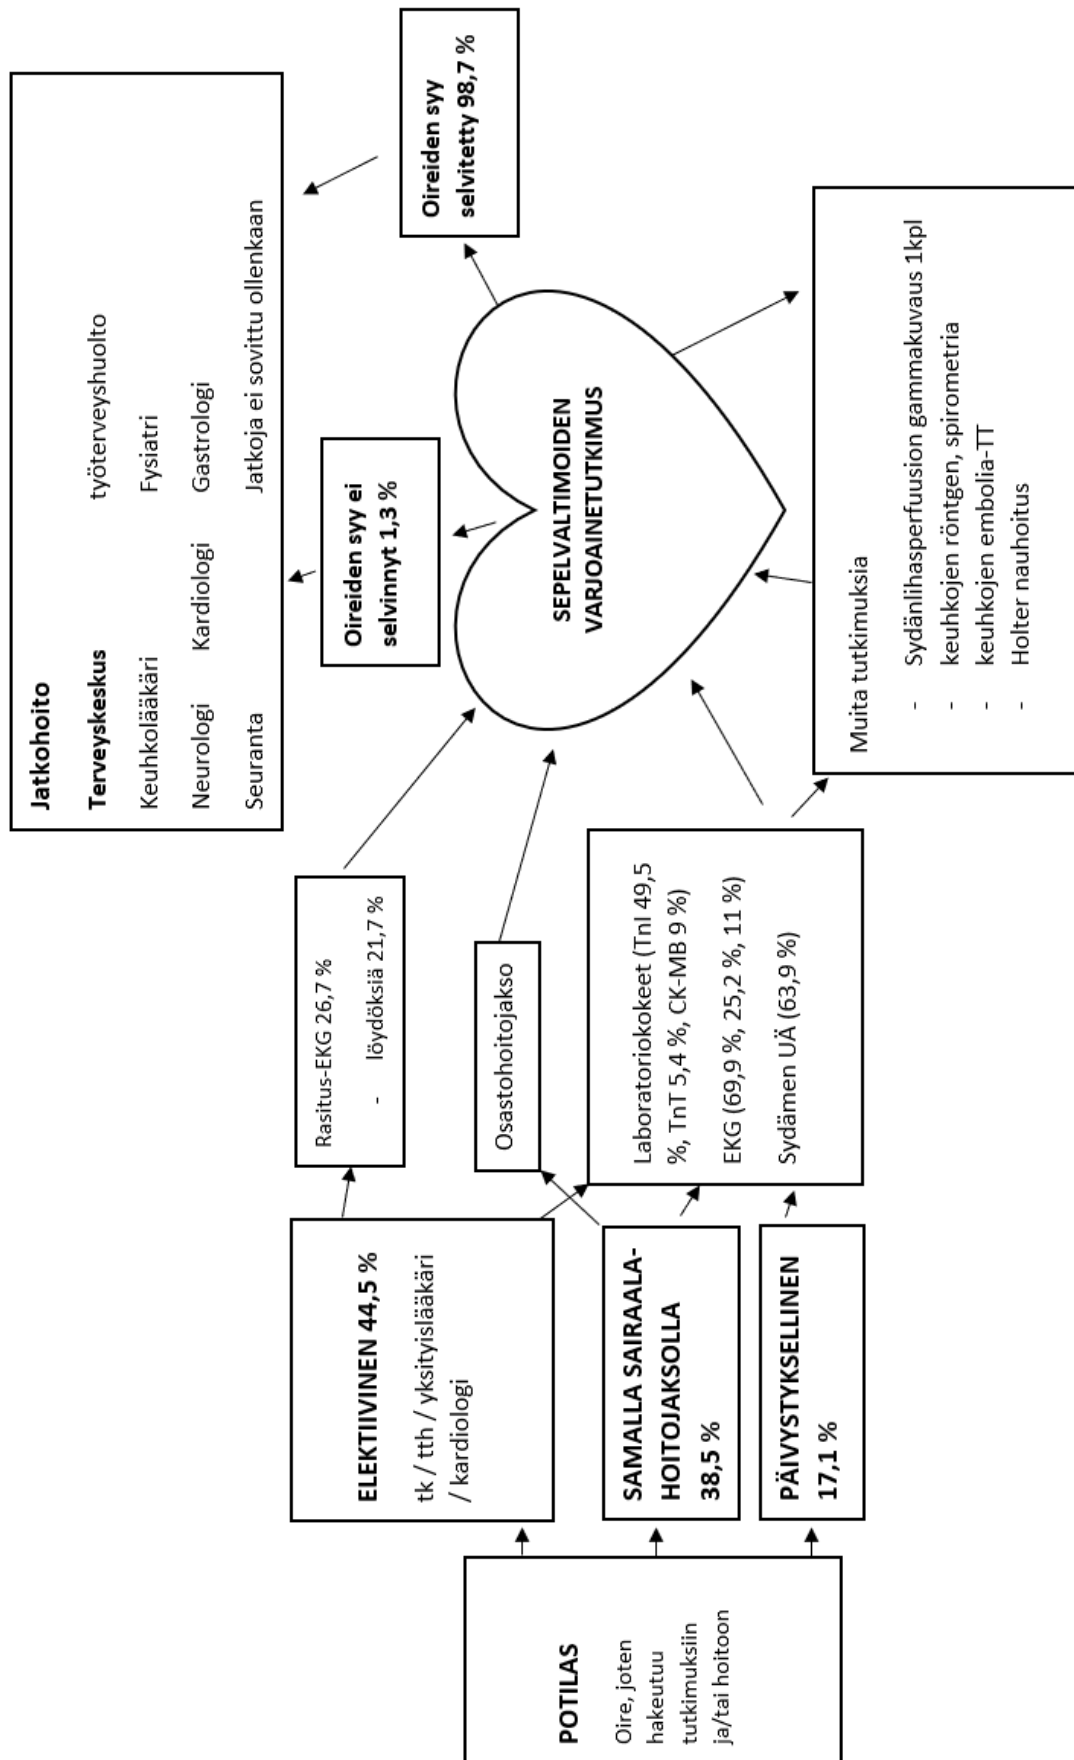 POTILAS
Oire, joten
hakeutuu
tutkimuksiin
ja/tai hoitoon
ELEKTIIVINEN 44,5 %
tk / tth / yksityislääkäri
/ kardiologi
SAMALLA SAIRAALA-
HOITOJAKSOLLA
38,5 %
PÄIVYSTYKSELLINEN
17,1 %
Rasitus-EKG 26,7 %
- löydöksiä 21,7 %
Osastohoitojakso
Laboratoriokokeet (TnI 49,5
%, TnT 5,4 %, CK-MB 9 %)
EKG (69,9 %, 25,2 %, 11 %)
Sydämen UÄ (63,9 %)
SEPELVALTIMOIDEN
VARJOAINETUTKIMUS
Muita tutkimuksia
- Sydänlihasperfuusion gammakuvaus 1kpl
- keuhkojen röntgen, spirometria
- keuhkojen embolia-TT
- Holter nauhoitus
Oireiden syy ei
selvinnyt 1,3 %
Oireiden syy
selvitetty 98,7 %
Jatkohoito
Terveyskeskus työterveyshuolto
Keuhkolääkäri Fysiatri
Neurologi Kardiologi Gastrologi
Seuranta Jatkoja ei sovittu ollenkaan